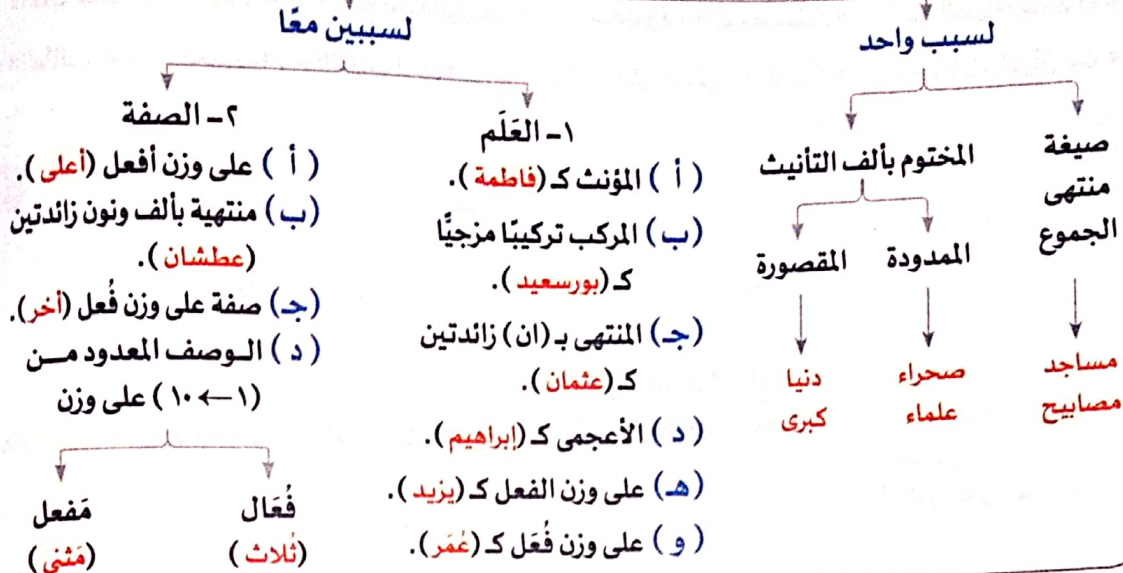 لسبب واحد
صيغة
منتهى
الجموع
مساجد
مصابيح
المختوم بألف التأنيث
الممدودة
صحراء
علماء
المقصورة
دنيا
كبرى
لسببين معًا
١- العَلَم
( أ ) المؤنث كـ (فاطمة).
(ب) المركب تركيبًا مزجيًّا
كـ (بورسعيد).
(جـ) المنتهى بـ (ان) زائدتين
كـ (عثمان).
( د ) الأعجمى كـ (إبراهيم).
(هـ) على وزن الفعل كـ (يزيد).
( و ) على وزن فُعَل كـ (عُمَر).
٢- الصفة
( أ ) على وزن أفعل (أعلى).
(ب) منتهية بألف ونون زائدتين
(عطشان).
(جـ) صفة على وزن فُعل (أخر).
( د ) الـوصف المعدود مـن
(١ ← ١٠) على وزن
فُعَال
(ثُلاث)
مَفعل
(مَثنى)